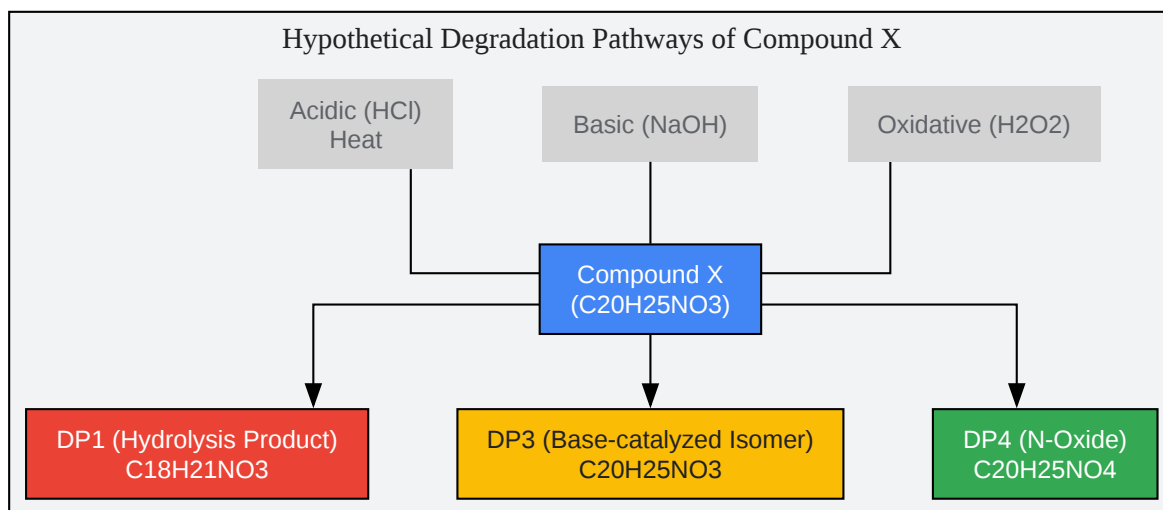 Hypothetical Degradation Pathways of Compound X
Acidic (HCl)
Heat
Basic (NaOH)
Oxidative (H2O2)
Compound X
(C20H25NO3)
DP1 (Hydrolysis Product)
C18H21NO3
DP3 (Base-catalyzed Isomer)
C20H25NO3
DP4 (N-Oxide)
C20H25NO4